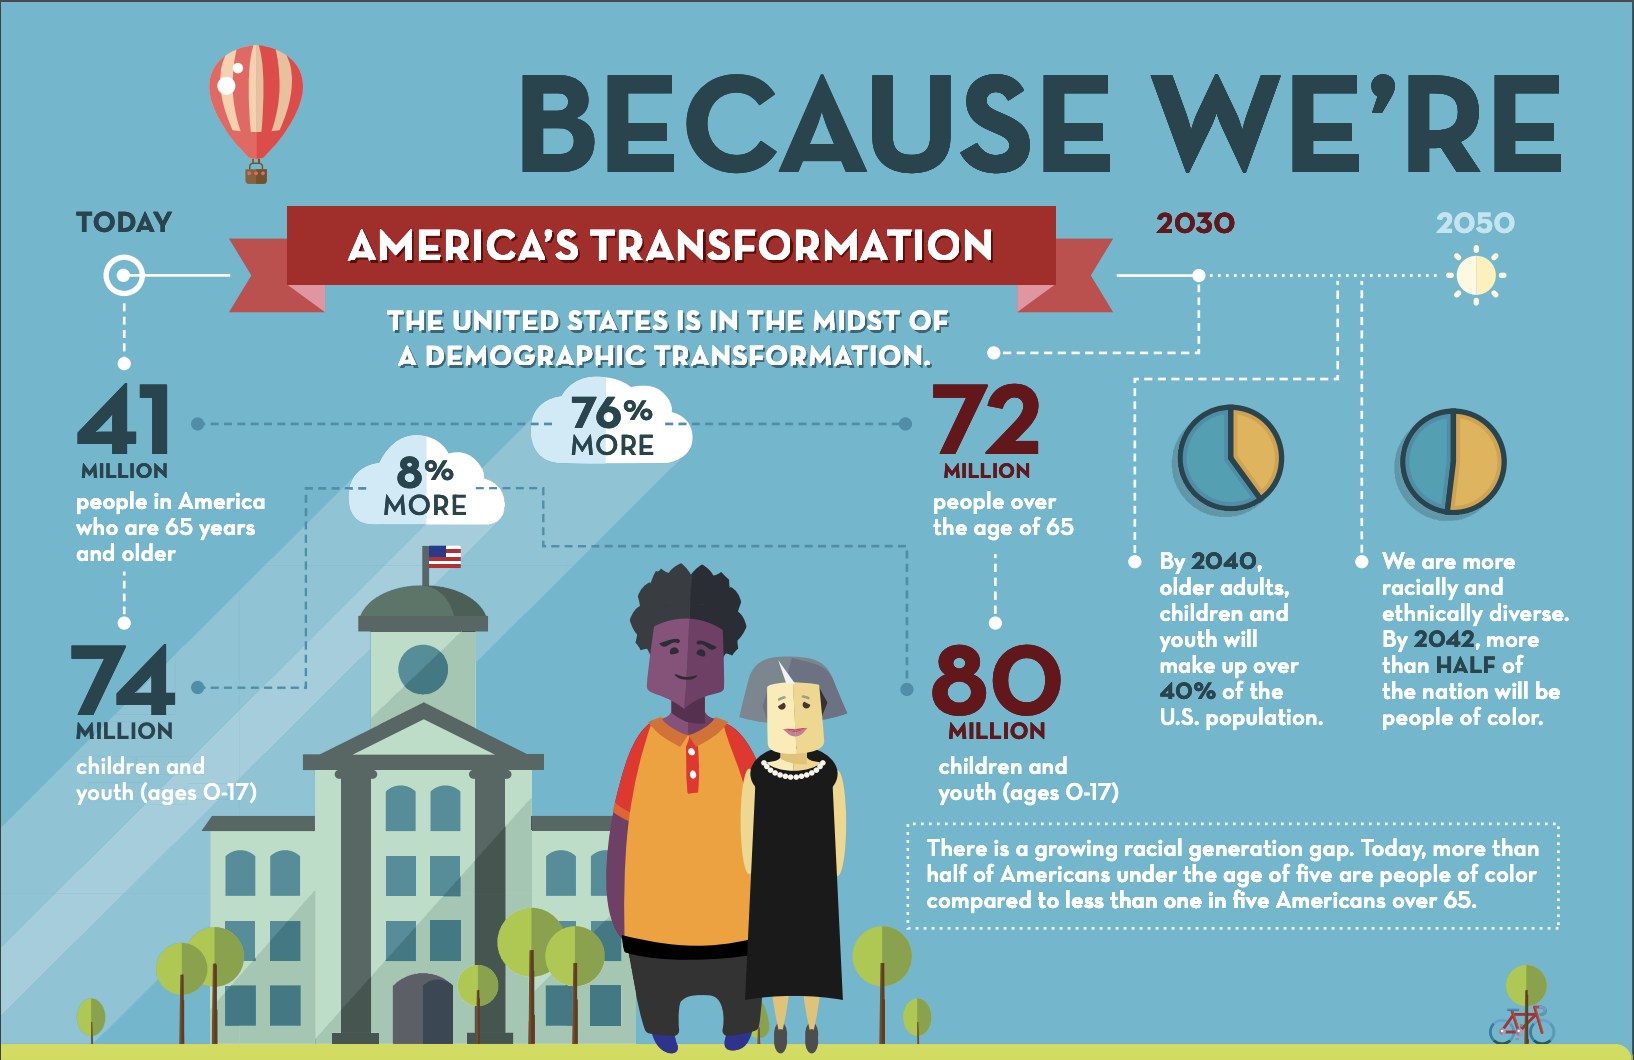 BECAUSE WE'RE
TODAY
AMERICA'S TRANSFORMATION
2030
2050
THE UNITED STATES IS IN THE MIDST OF
A DEMOGRAPHIC TRANSFORMATION.
41
MILLION
people in America
who are 65 years
and older
76%
MORE
72
MILLION
people over
the age of 65
8%
MORE
74
MILLION
children and
youth (ages 0-17)
80
MILLION
children and
youth (ages 0-17)
By 2040,
older adults,
children and
youth will
make up over
40% of the
U.S. population.
We are more
racially and
ethnically diverse.
By 2042, more
than HALF of
the nation will be
people of color.
There is a growing racial generation gap. Today, more than
half of Americans under the age of five are people of color
compared to less than one in five Americans over 65.